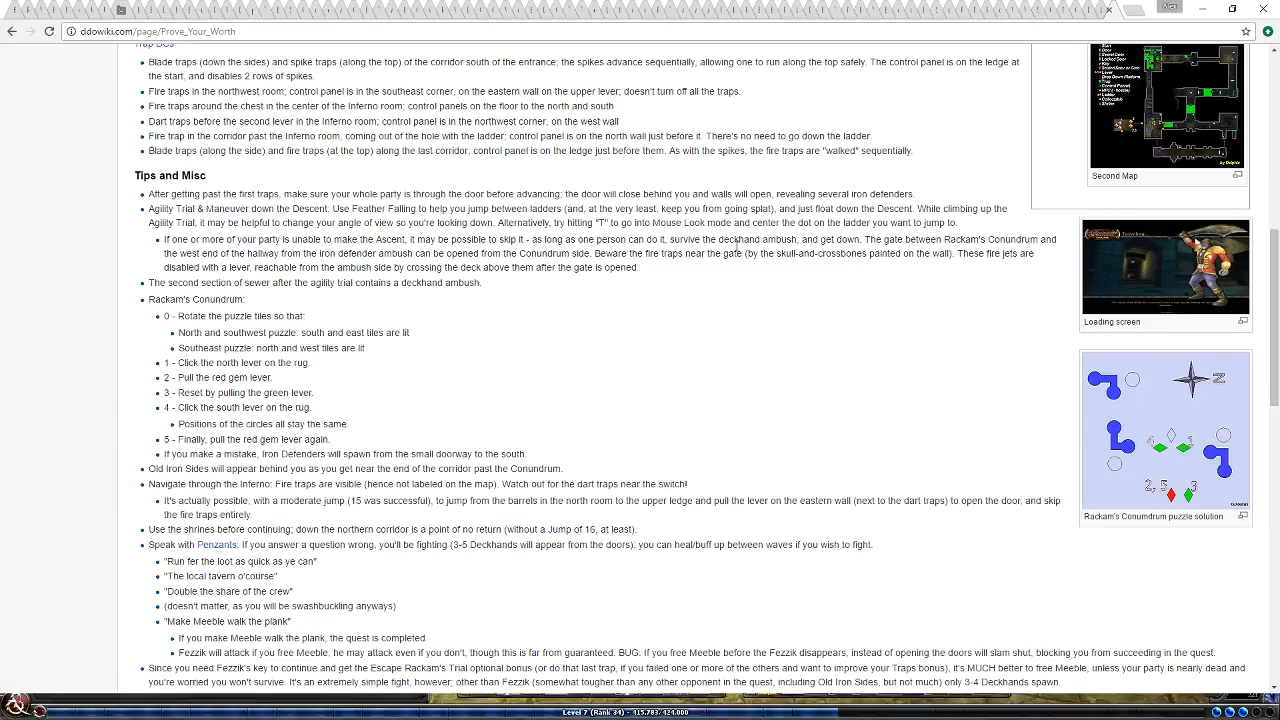 Alex
ddowiki.com/page/Prove_Your_Worth
Trap DCs
Blade traps (down the sides) and spike traps (along the top) of the corridor south of the entrance; the spikes advance sequentially, allowing one to run along the top safely. The control panel is on the ledge at
the start, and disables 2 rows of spikes.
Fire traps in the northwest room; control panel is in the southeast corner, on the eastern wall on the upper level; doesn't turn off all the traps.
Fire traps around the chest in the center of the Inferno room; control panels on the floor to the north and south
Dart traps before the second lever in the Inferno room; control panel is in the northwest corner, on the west wall
Fire trap in the corridor past the Inferno room, coming out of the hole with the ladder; control panel is on the north wall just before it. There's no need to go down the ladder.
Blade traps (along the side) and fire traps (at the top) along the last corridor; control panel is on the ledge just before them. As with the spikes, the fire traps are "walked" sequentially.
Second Map
Tips and Misc
After getting past the first traps, make sure your whole party is through the door before advancing; the door will close behind you and walls will open, revealing several iron defenders.
Agility Trial & Maneuver down the Descent: Use Feather Falling to help you jump between ladders (and, at the very least, keep you from going splat), and just float down the Descent. While climbing up the
Agility Trial, it may be helpful to change your angle of view so you're looking down. Alternatively, try hitting "T" to go into Mouse Look mode and center the dot on the ladder you want to jump to.
If one or more of your party is unable to make the Ascent, it may be possible to skip it - as long as one person can do it, survive the deckhand ambush, and get down. The gate between Rackam's Conundrum and
the west end of the hallway from the iron defender ambush can be opened from the Conundrum side. Beware the fire traps near the gate (by the skull-and-crossbones painted on the wall). These fire jets are
disabled with a lever, reachable from the ambush side by crossing the deck above them after the gate is opened.
The second section of sewer after the agility trial contains a deckhand ambush.
Loading screen
Rackam's Conundrum:
0 - Rotate the puzzle tiles so that:
North and southwest puzzle: south and east tiles are lit
Southeast puzzle: north and west tiles are lit
1 - Click the north lever on the rug.
2 - Pull the red gem lever.
3 - Reset by pulling the green lever.
4 - Click the south lever on the rug.
Positions of the circles all stay the same.
5 - Finally, pull the red gem lever again.
If you make a mistake, Iron Defenders will spawn from the small doorway to the south.
N
4
1
2, 5
3
Rackam's Conumdrum puzzle solution
Old Iron Sides will appear behind you as you get near the end of the corridor past the Conundrum.
Navigate through the Inferno: Fire traps are visible (hence not labeled on the map). Watch out for the dart traps near the switch!
It's actually possible, with a moderate jump (15 was successful), to jump from the barrels in the north room to the upper ledge and pull the lever on the eastern wall (next to the dart traps) to open the door, and skip
the fire traps entirely.
Use the shrines before continuing; down the northern corridor is a point of no return (without a Jump of 16, at least).
Speak with Penzants: If you answer a question wrong, you'll be fighting (3-5 Deckhands will appear from the doors); you can heal/buff up between waves if you wish to fight.
"Run fer the loot as quick as ye can"
"The local tavern o'course"
"Double the share of the crew"
(doesn't matter, as you will be swashbuckling anyways)
"Make Meeble walk the plank"
If you make Meeble walk the plank, the quest is completed.
Fezzik will attack if you free Meeble; he may attack even if you don't, though this is far from guaranteed. BUG: If you free Meeble before the Fezzik disappears, instead of opening the doors will slam shut, blocking you from succeeding in the quest.
Since you need Fezzik's key to continue and get the Escape Rackam's Trial optional bonus (or do that last trap, if you failed one or more of the others and want to improve your Traps bonus), it's MUCH better to free Meeble, unless your party is nearly dead and
you're worried you won't survive. It's an extremely simple fight, however; other than Fezzik (somewhat tougher than any other opponent in the quest, including Old Iron Sides, but not much) only 3-4 Deckhands spawn.
Level 7 (Rank 34) - 415,783/424,000